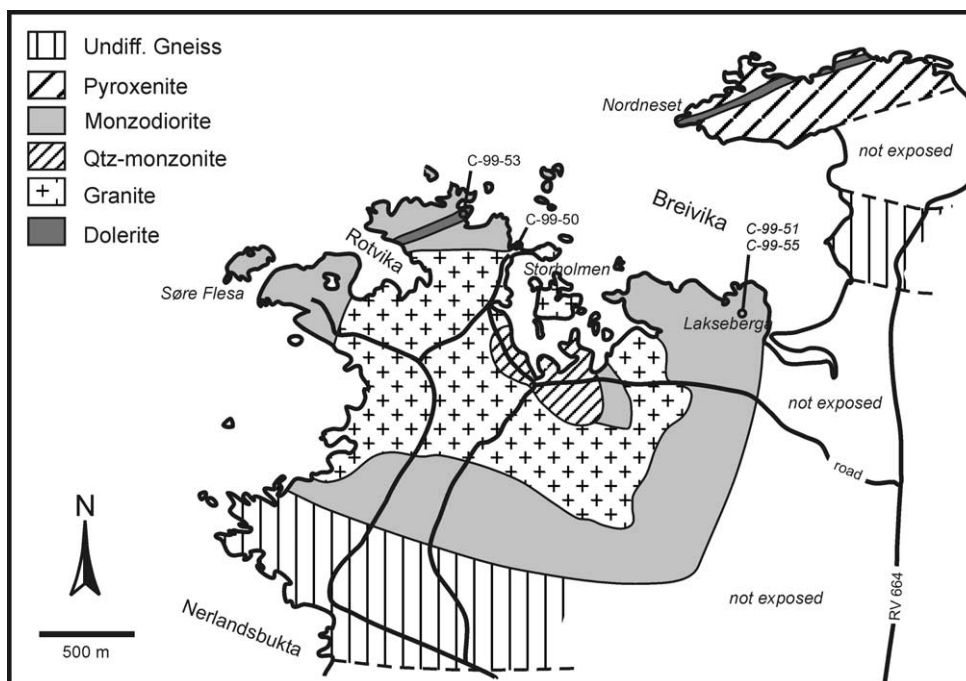 Undiff. Gneiss
Pyroxenite
Monzodiorite
Qtz-monzonite
Granite
Dolerite
Nordneset
not exposed
C-99-53
C-99-50
Breivika
C-99-51
C-99-55
Rotvika
Storholmen
Søre Flesa
Lakseberga
not exposed
road
N
500 m
Nerlandsbukta
not exposed
RV 664